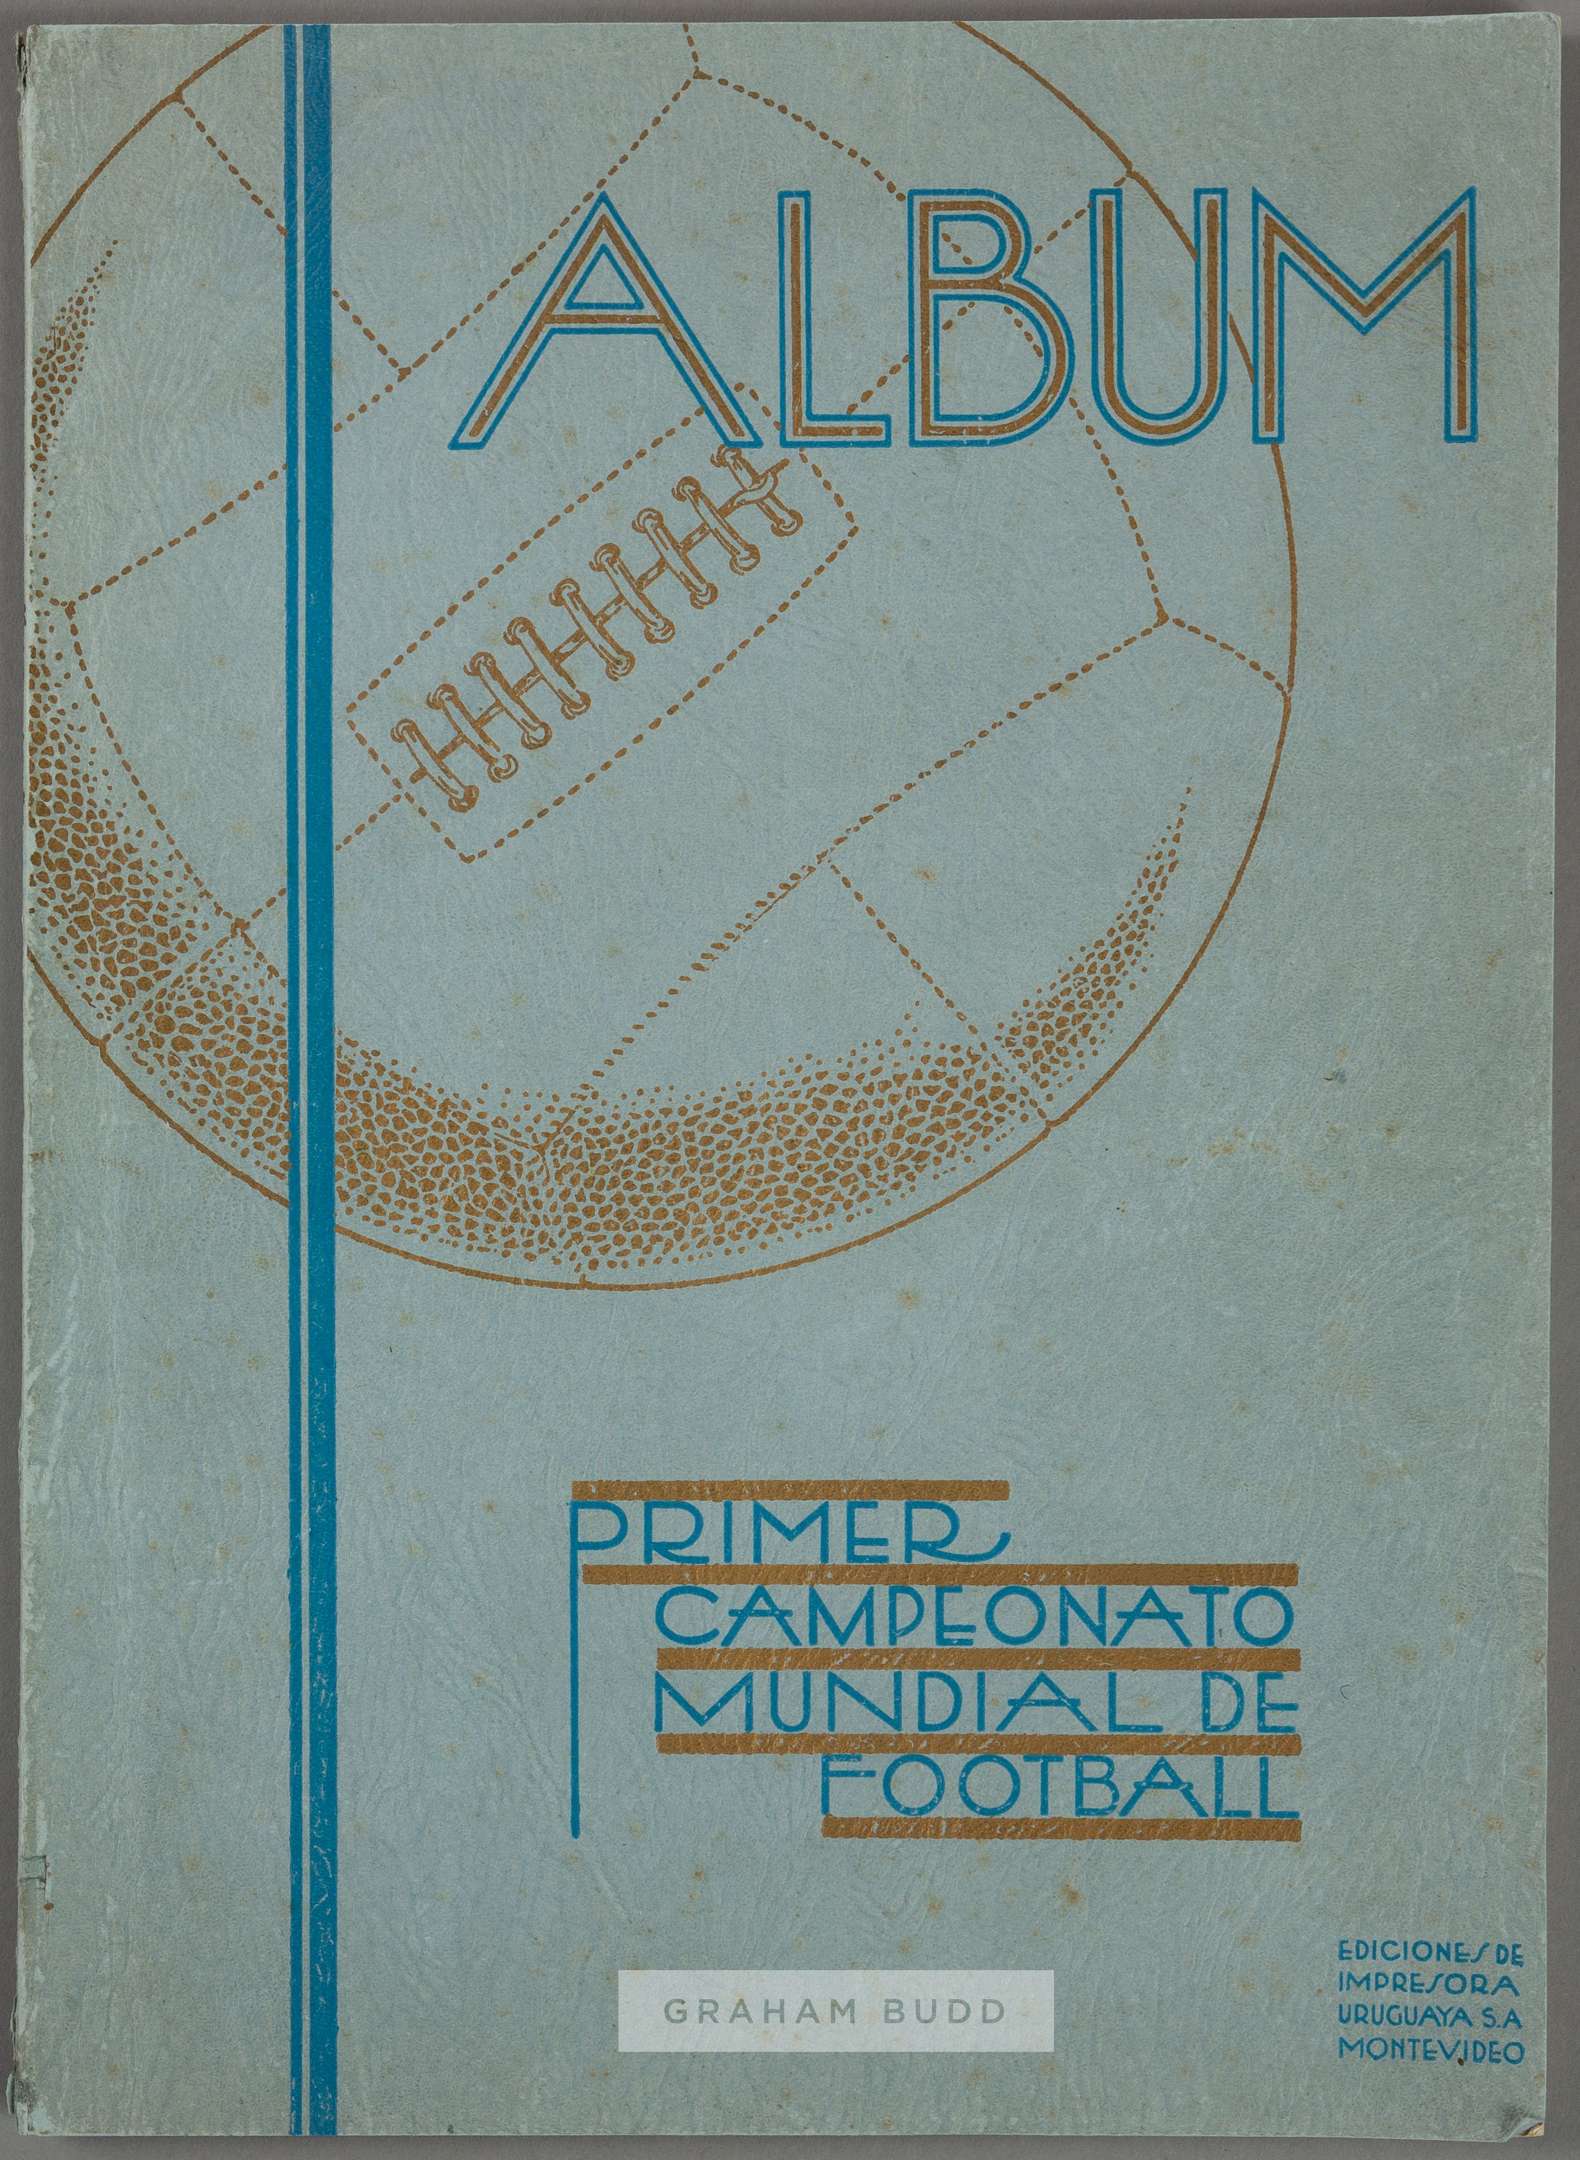 ALBUM
PRIMER
CAMPEONATO
MUNDIAL DE
FOOTBALL
EDICIONES DE
IMPRESORA
URUGUAYA S.A
MONTEVIDEO
GRAHAM BUDD